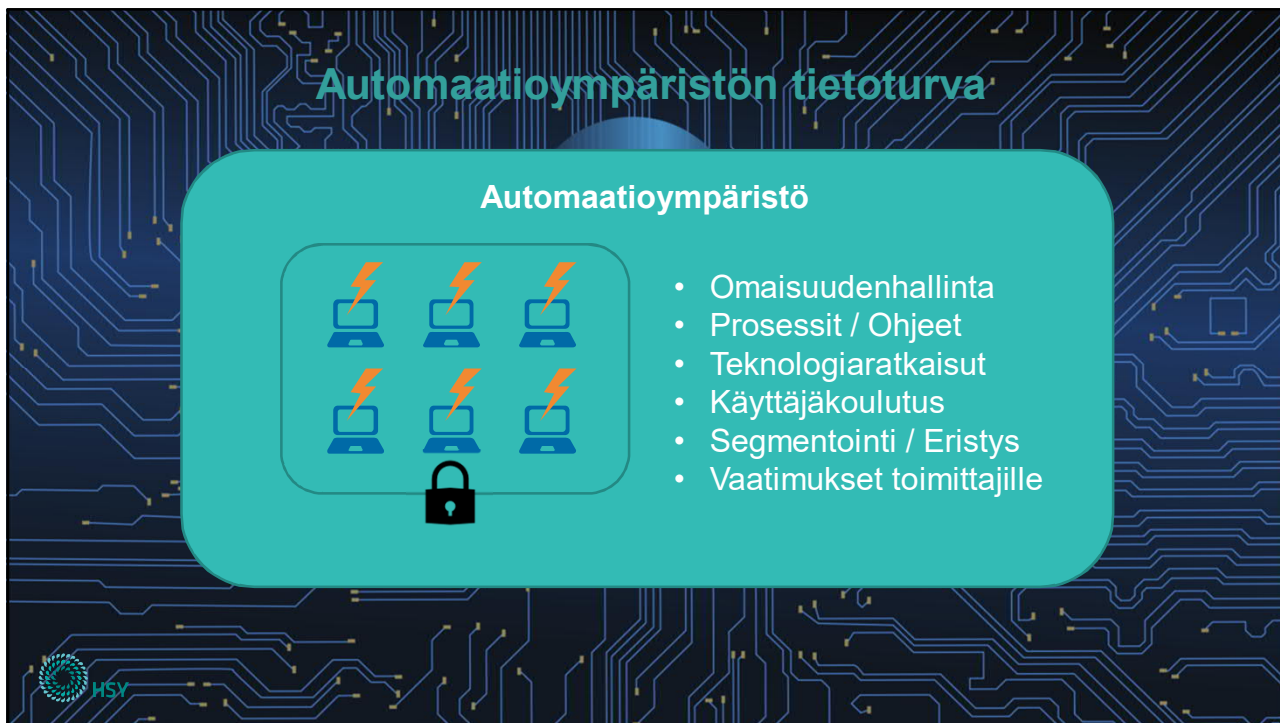 Automaatioympäristön tietoturva
Automaatioympäristö
• Omaisuudenhallinta
• Prosessit / Ohjeet
• Teknologiaratkaisut
• Käyttäjäkoulutus
• Segmentointi / Eristys
• Vaatimukset toimittajille
HSY